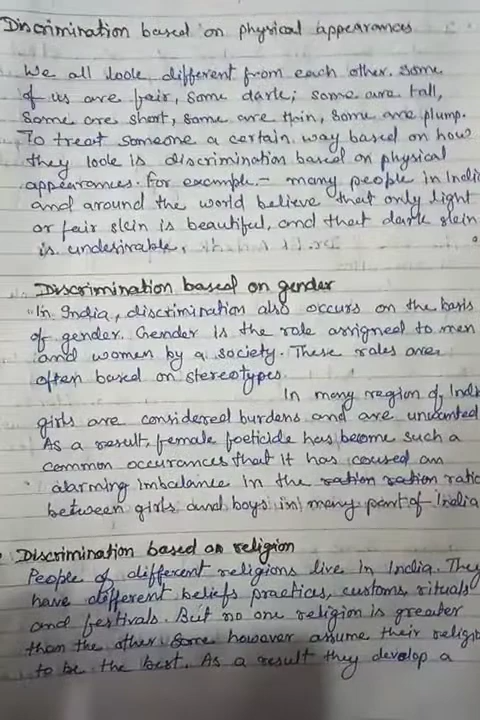 Discrimination based on physical appearances
We all look different from each other. Some
of us are fair, some dark; some are tall,
some are short, some are thin, some are plump.
To treat someone a certain way based on how
they look is discrimination based on physical
appearances. For example:- many people in India
and around the world believe that only light
or fair skin is beautiful, and that dark skin
is undesirable.
Discrimination based on gender
In India, discrimination also occurs on the basis
of gender. Gender is the role assigned to men
and women by a society. These roles are
often based on stereotypes.
In many region of Indi
girls are considered burdens and are unwanted
As a result, female foeticide has become such a
common occurances that it has caused an
alarming imbalance in the ration ration ratio
between girls and boys in many part of India
Discrimination based on religion
People of different religions live in India. They
have different beliefs practices, customs, rituals
and festivals. But no one religion is greater
than the other. Some however assume their religi
to be the best. As a result they develop a